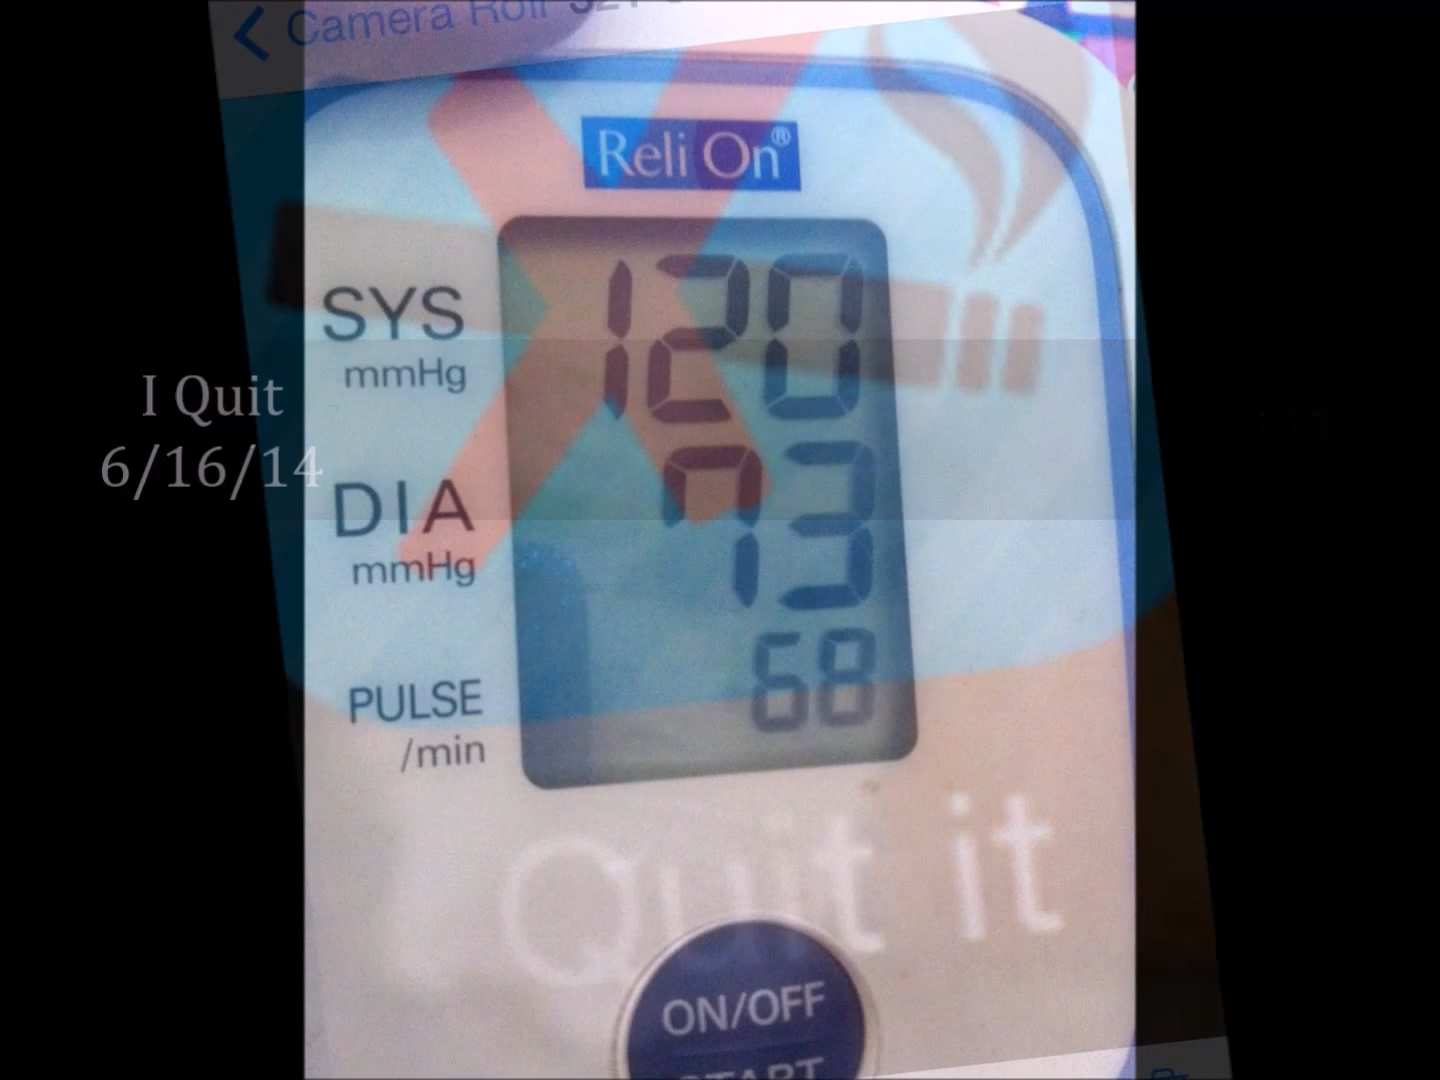 Camera Roll
Reli On®
SYS
mmHg
120
I Quit
6/16/14
DIA
mmHg
73
PULSE
/min
68
Quit it
ON/OFF
START